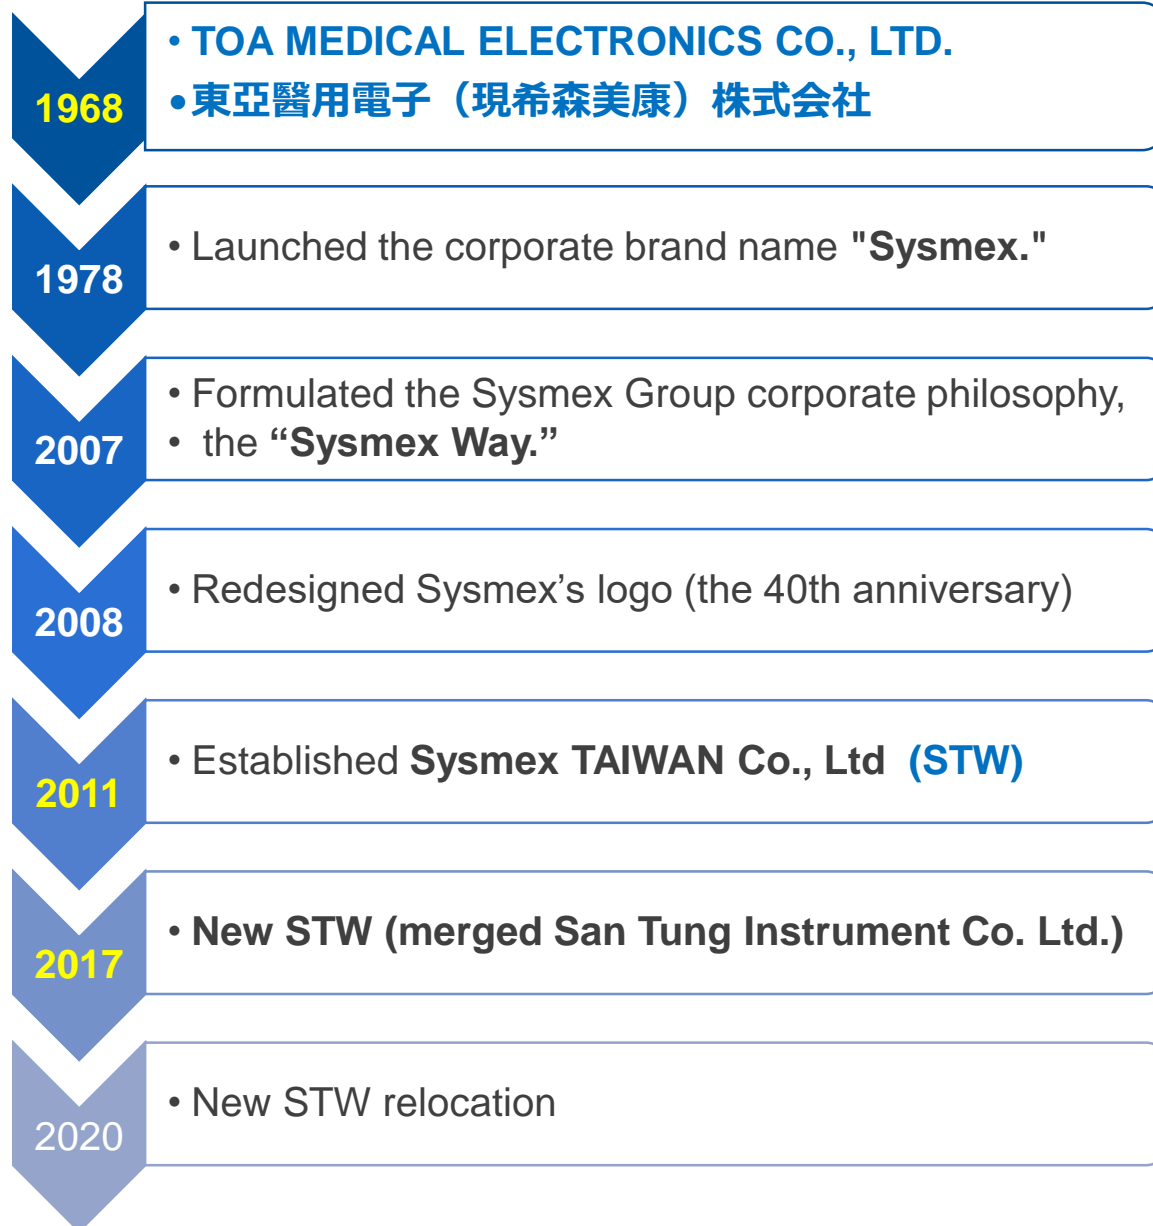 1968
• TOA MEDICAL ELECTRONICS CO., LTD.
•東亞醫用電子（現希森美康）株式会社
1978
• Launched the corporate brand name "Sysmex."
2007
• Formulated the Sysmex Group corporate philosophy,
• the “Sysmex Way.”
2008
• Redesigned Sysmex’s logo (the 40th anniversary)
2011
• Established Sysmex TAIWAN Co., Ltd (STW)
2017
• New STW (merged San Tung Instrument Co. Ltd.)
2020
• New STW relocation